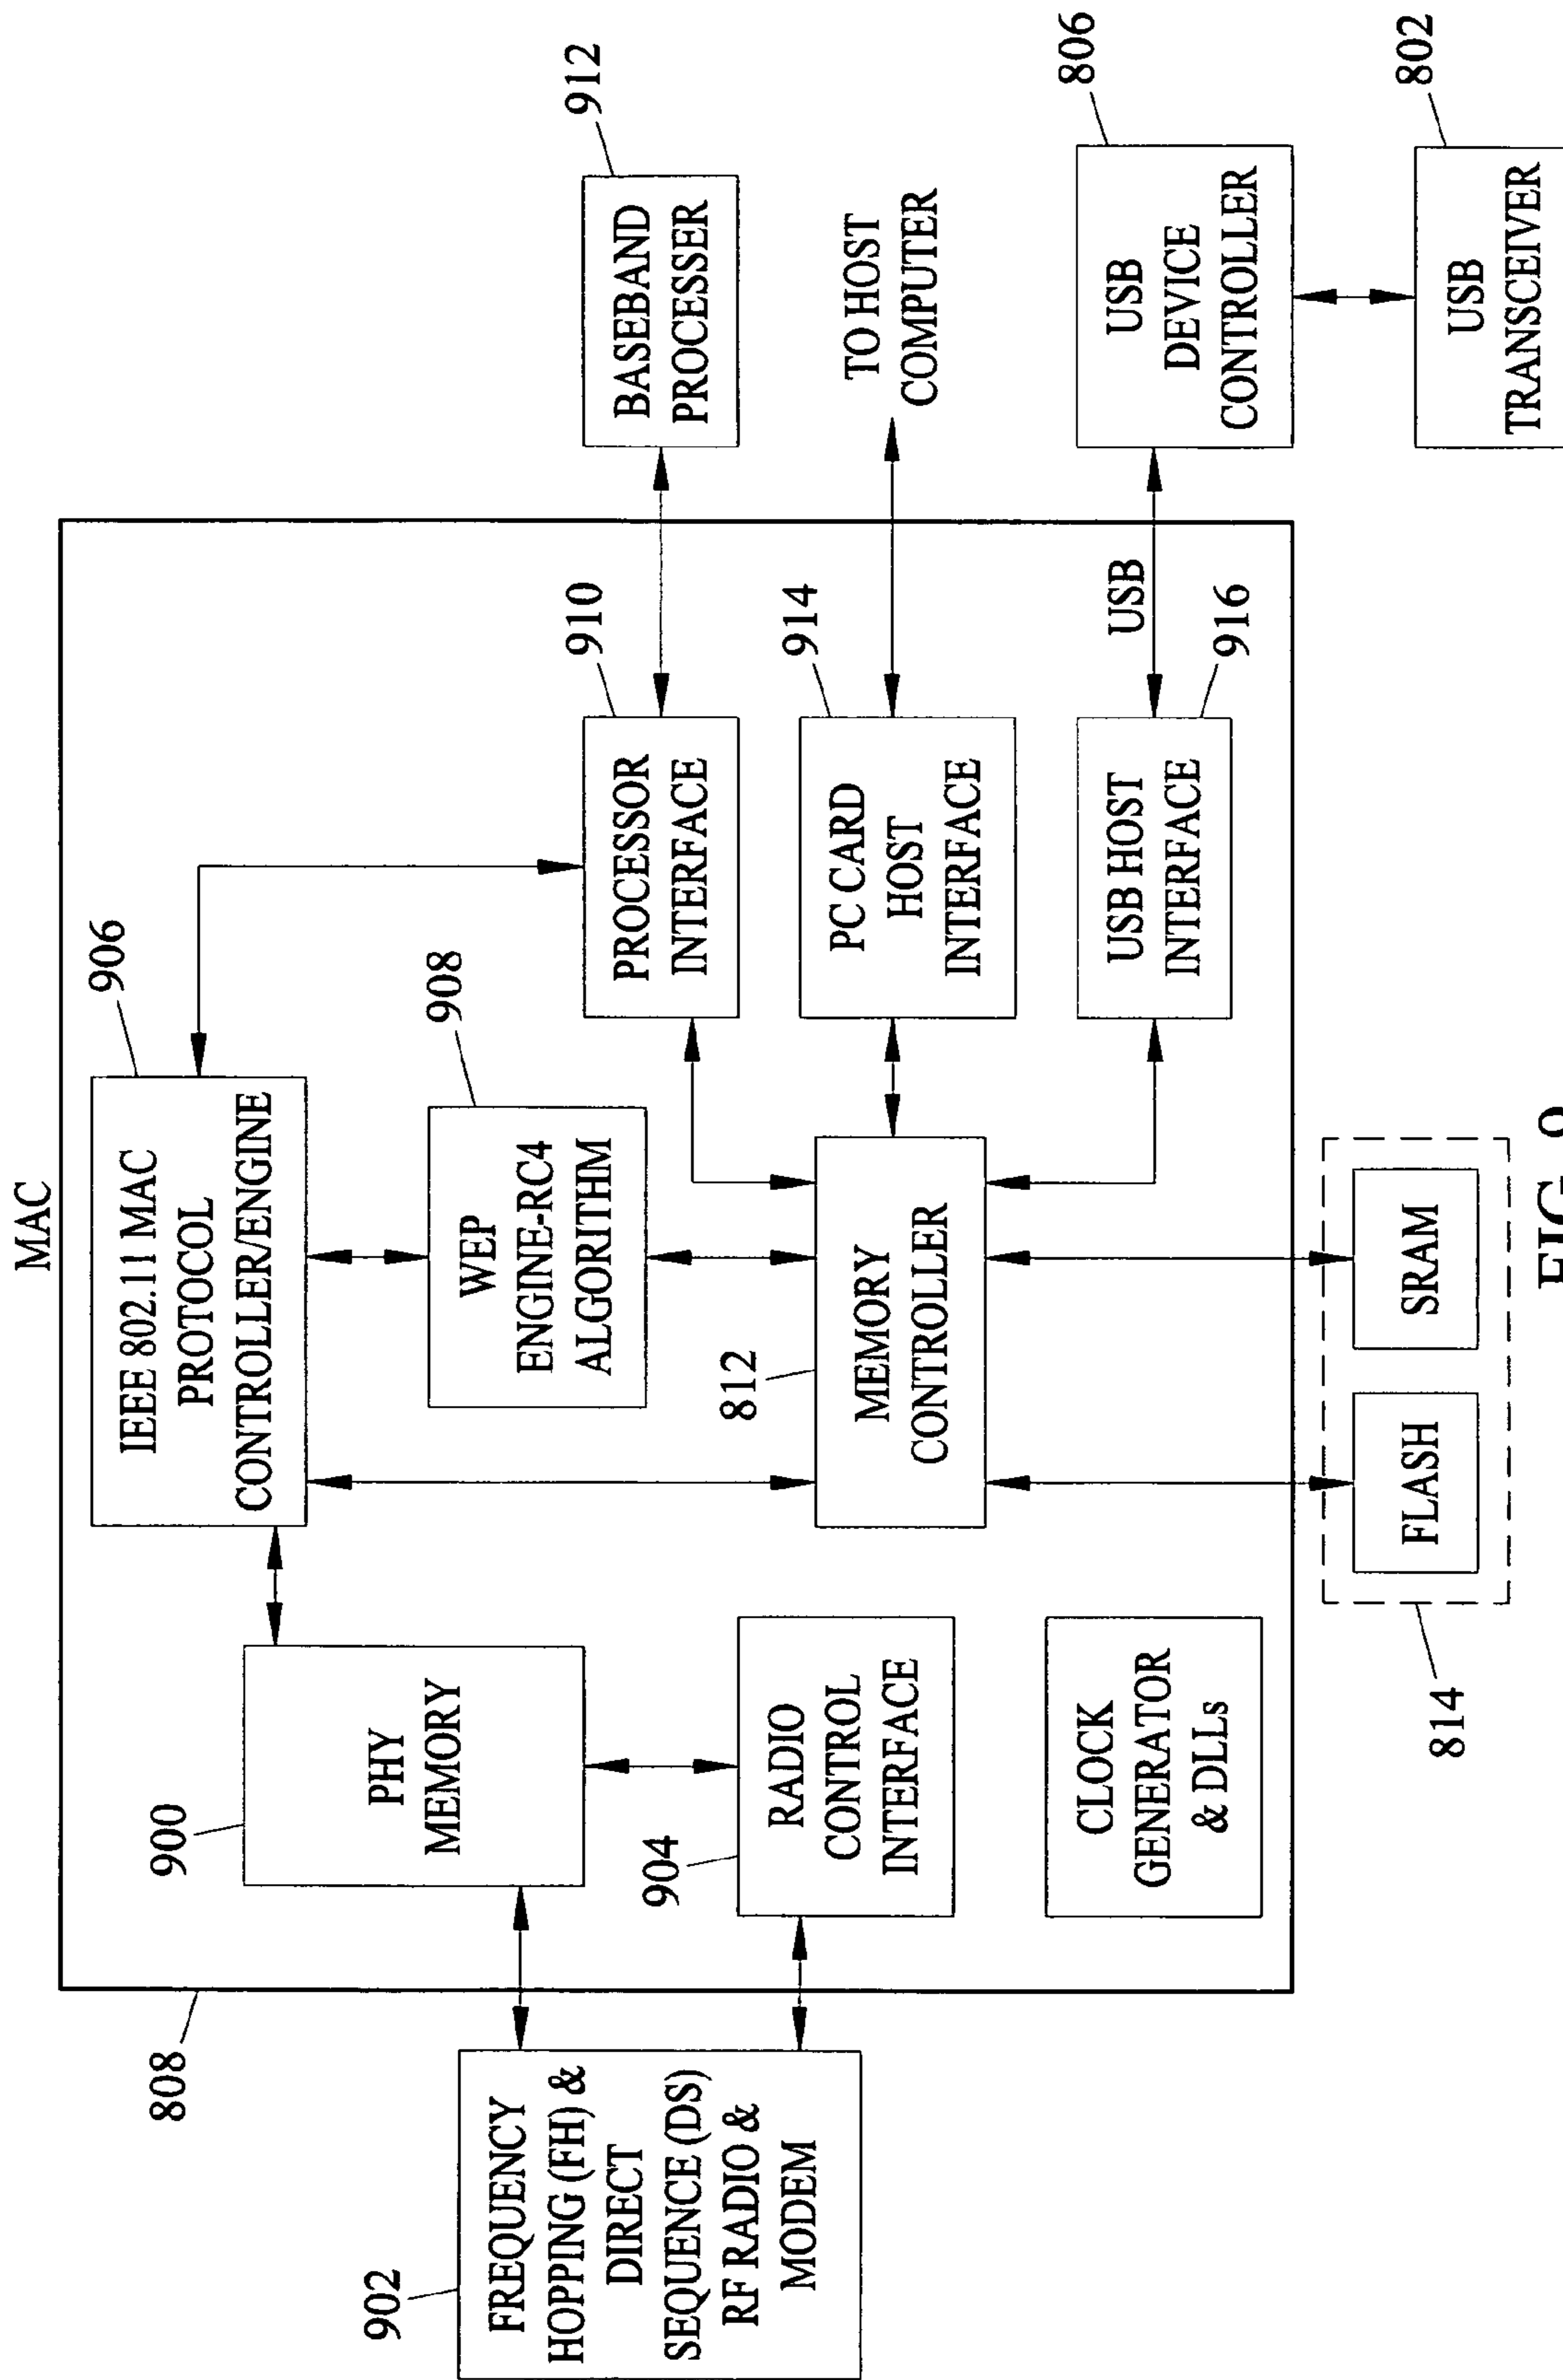 MAC
808
902
FREQUENCY
HOPPING (FH) &
DIRECT
SEQUENCE (DS)
RF RADIO &
MODEM
900
PHY
MEMORY
904
RADIO
CONTROL
INTERFACE
CLOCK
GENERATOR
& DLLs
906
IEEE 802.11 MAC
PROTOCOL
CONTROLLER/ENGINE
908
WEP
ENGINE-RC4
ALGORITHM
812
MEMORY
CONTROLLER
910
PROCESSOR
INTERFACE
914
PC CARD
HOST
INTERFACE
USB HOST
INTERFACE
916
USB
912
BASEBAND
PROCESSER
TO HOST
COMPUTER
806
USB
DEVICE
CONTROLLER
802
USB
TRANSCEIVER
814
FLASH
SRAM
FIG. 9